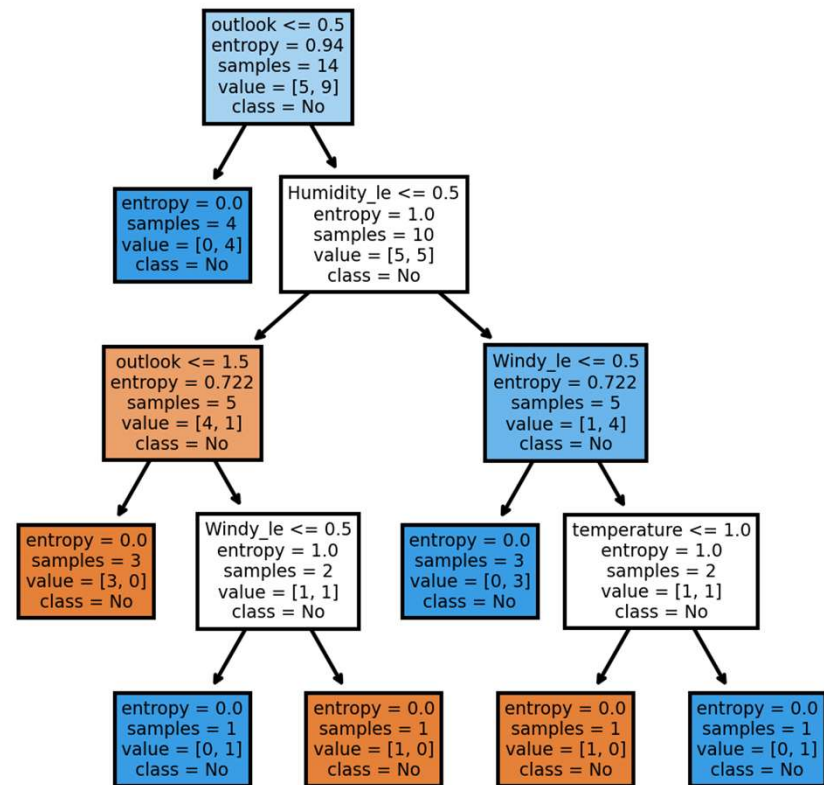 outlook <= 0.5
entropy = 0.94
samples = 14
value = [5, 9]
class = No
entropy = 0.0
samples = 4
value = [0, 4]
class = No
Humidity_le <= 0.5
entropy = 1.0
samples = 10
value = [5, 5]
class = No
outlook <= 1.5
entropy = 0.722
samples = 5
value = [4, 1]
class = No
Windy_le <= 0.5
entropy = 0.722
samples = 5
value = [1, 4]
class = No
entropy = 0.0
samples = 3
value = [3, 0]
class = No
Windy_le <= 0.5
entropy = 1.0
samples = 2
value = [1, 1]
class = No
entropy = 0.0
samples = 3
value = [0, 3]
class = No
temperature <= 1.0
entropy = 1.0
samples = 2
value = [1, 1]
class = No
entropy = 0.0
samples = 1
value = [0, 1]
class = No
entropy = 0.0
samples = 1
value = [1, 0]
class = No
entropy = 0.0
samples = 1
value = [1, 0]
class = No
entropy = 0.0
samples = 1
value = [0, 1]
class = No